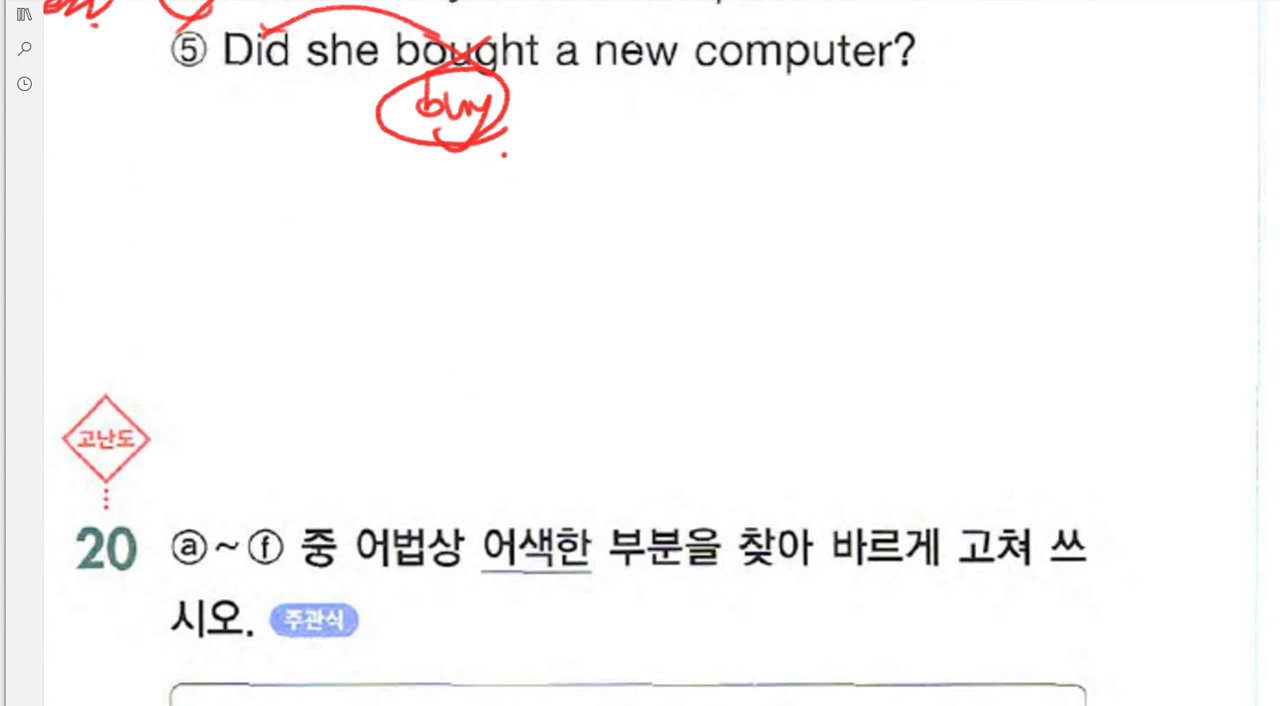 ⑤ Did she bought a new computer?
buy
고난도
20 ⓐ~ⓕ 중 어법상 어색한 부분을 찾아 바르게 고쳐 쓰
시오. 주관식